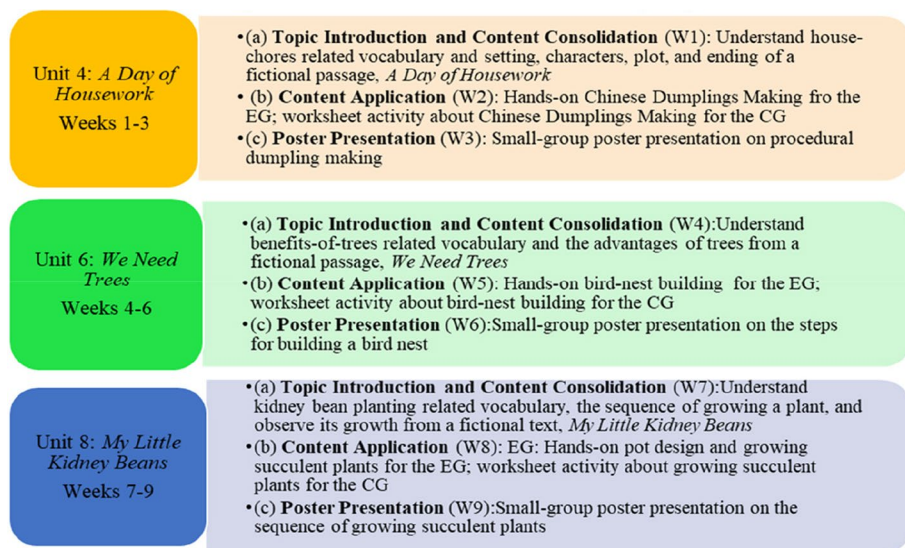 Unit 4: A Day of
Housework
Weeks 1-3
•(a) Topic Introduction and Content Consolidation (W1): Understand house-
chores related vocabulary and setting, characters, plot, and ending of a
fictional passage, A Day of Housework
•(b) Content Application (W2): Hands-on Chinese Dumplings Making fro the
EG; worksheet activity about Chinese Dumplings Making for the CG
•(c) Poster Presentation (W3): Small-group poster presentation on procedural
dumpling making
Unit 6: We Need
Trees
Weeks 4-6
•(a) Topic Introduction and Content Consolidation (W4):Understand
benefits-of-trees related vocabulary and the advantages of trees from a
fictional passage, We Need Trees
•(b) Content Application (W5): Hands-on bird-nest building for the EG;
worksheet activity about bird-nest building for the CG
•(c) Poster Presentation (W6):Small-group poster presentation on the steps
for building a bird nest
Unit 8: My Little
Kidney Beans
Weeks 7-9
•(a) Topic Introduction and Content Consolidation (W7):Understand
kidney bean planting related vocabulary, the sequence of growing a plant, and
observe its growth from a fictional text, My Little Kidney Beans
•(b) Content Application (W8): EG: Hands-on pot design and growing
succulent plants for the EG; worksheet activity about growing succulent
plants for the CG
•(c) Poster Presentation (W9):Small-group poster presentation on the
sequence of growing succulent plants